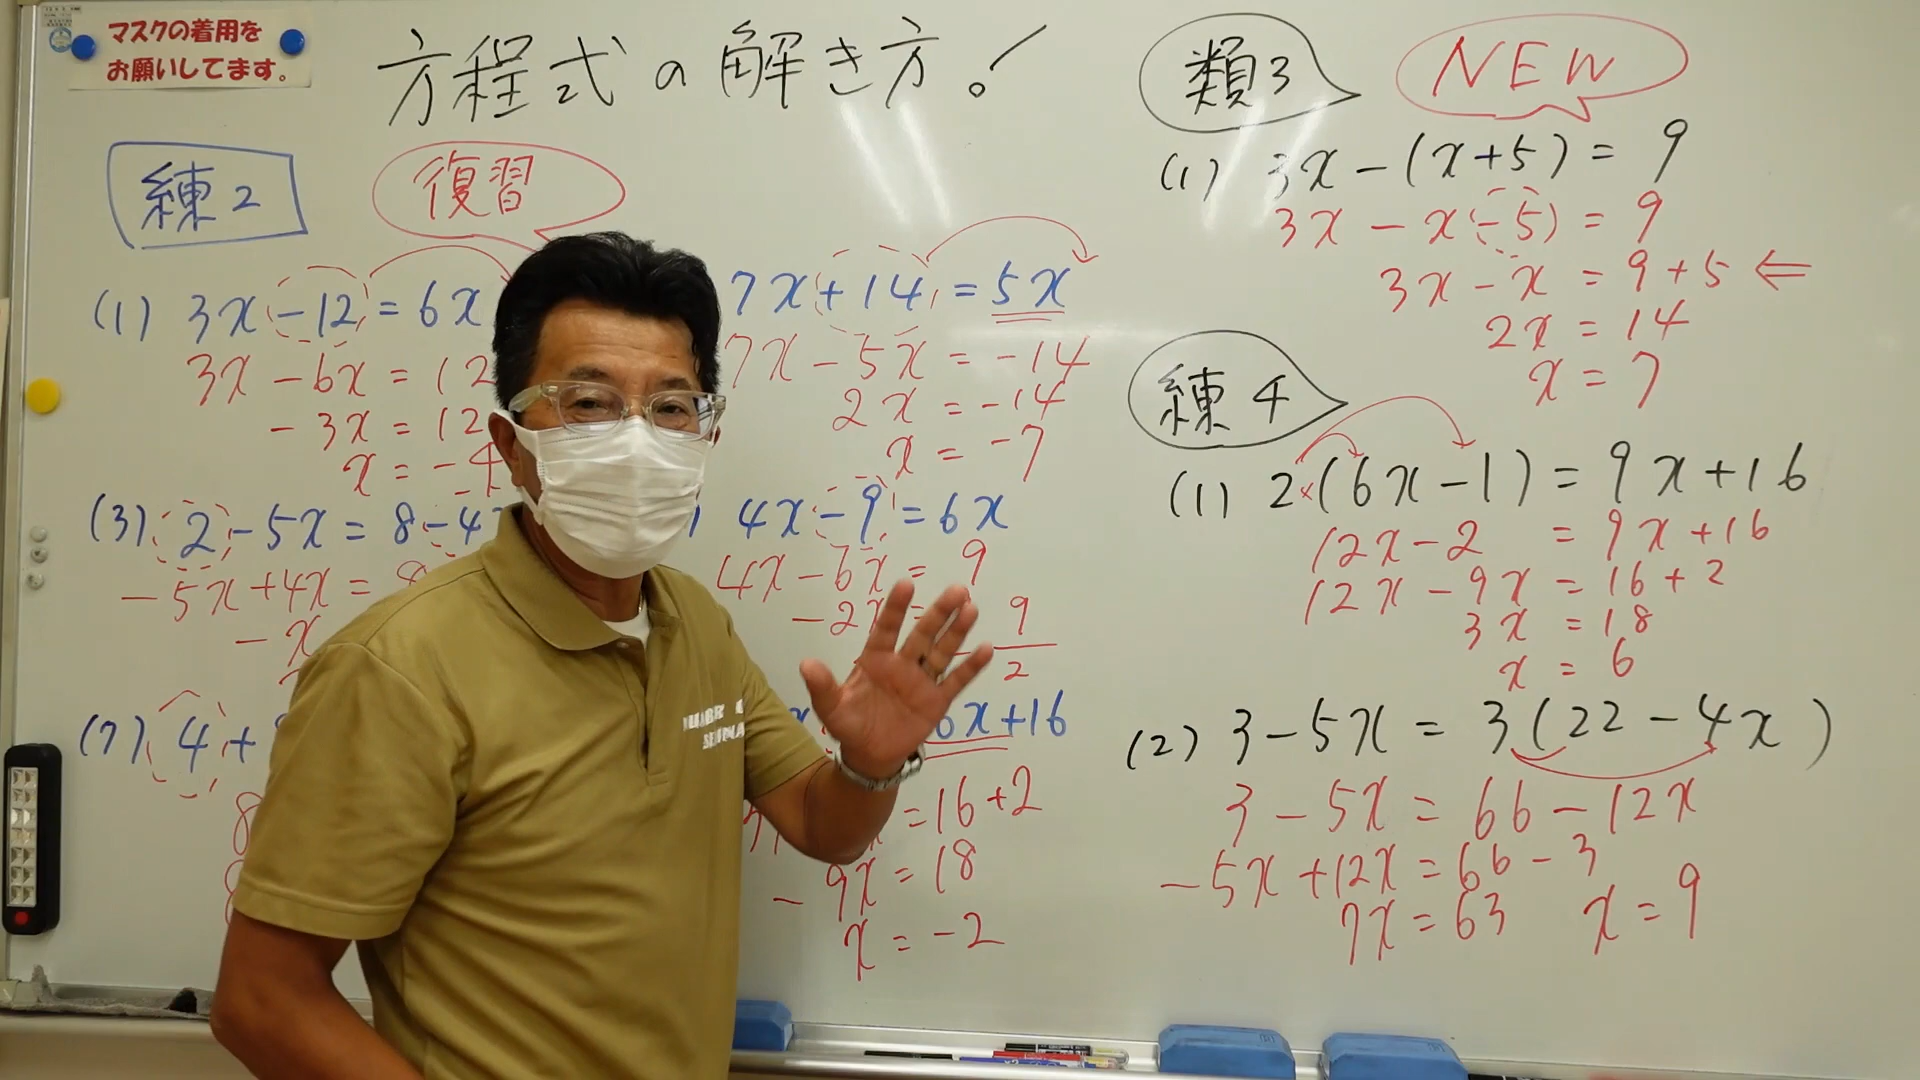 マスクの着用を
お願いしてます。
方程式の解き方!
練2
復習
(1) 3x-12=6x
3x-6x=12
-3x=12
x=-4
7x+14=5x
7x-5x=-14
2x=-14
x=-7
(3) 2-5x=8-4x
-5x+4x=8
-x
4x-9=6x
4x-6x=9
-2x=
9
2
(7) 4+
8
6x+16
=16+2
-9x=18
x=-2
類3
NEW
(1) 3x-(x+5)=9
3x-x-5)=9
3x-x=9+5⇐
2x=14
x=7
練4
(1) 2×(6x-1)=9x+16
12x-2=9x+16
12x-9x=16+2
3x=18
x=6
(2) 3-5x=3(22-4x)
3-5x=66-12x
-5x+12x=66-3
7x=63 x=9